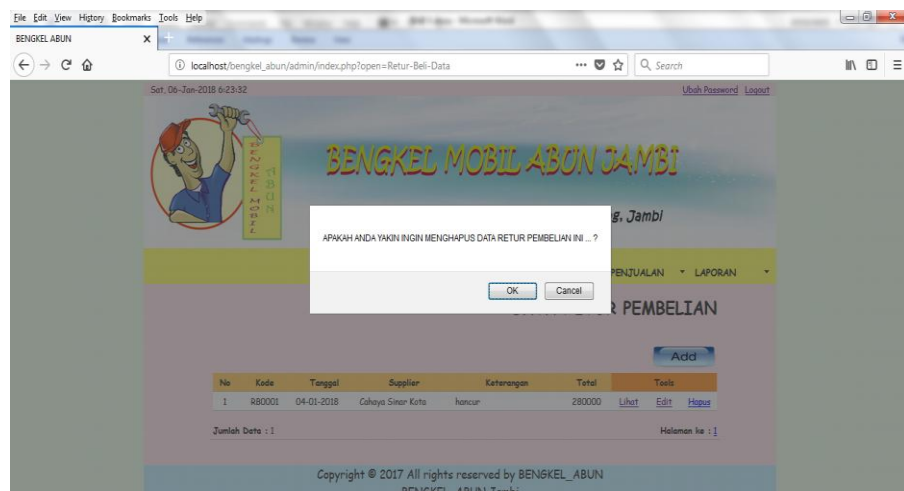 File Edit View History Bookmarks Tools Help
BENGKEL ABUN
localhost/bengkel_abun/admin/index.php?open=Retur-Beli-Data
Search
Sat, 06-Jan-2018 6:23:32
Ubah Password Logout
BENGKEL MOBIL ABUN
BENGKEL MOBIL ABUN JAMBI
g, Jambi
APAKAH ANDA YAKIN INGIN MENGHAPUS DATA RETUR PEMBELIAN INI ... ?
OK Cancel
PENJUALAN LAPORAN
PEMBELIAN
Add
No Kode Tanggal Supplier Keterangan Total Tools
1 RB0001 04-01-2018 Cahaya Sinar Kota hancur 280000 Lihat Edit Hapus
Jumlah Data : 1
Halaman ke : 1
Copyright © 2017 All rights reserved by BENGKEL_ABUN
BENGKEL_ABUN Jambi